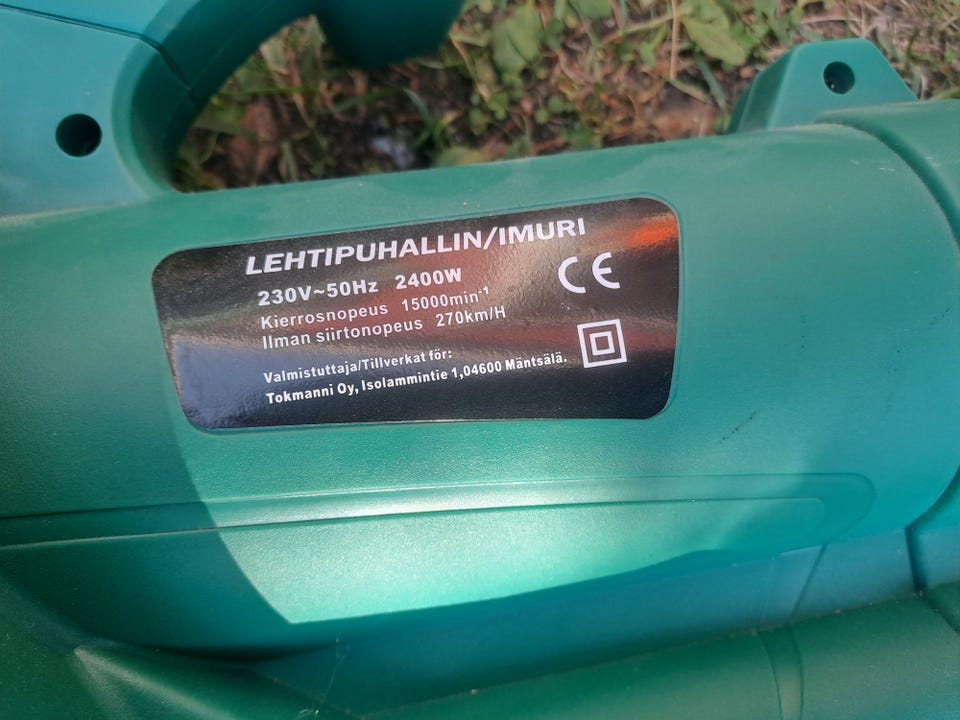 LEHTIPUHALLIN/IMURI
230V~50Hz 2400W
Kierrosnopeus 15000min⁻¹
Ilman siirtonopeus 270km/H
CE
Valmistuttaja/Tillverkat för:
Tokmanni Oy, Isolammintie 1,04600 Mäntsälä.